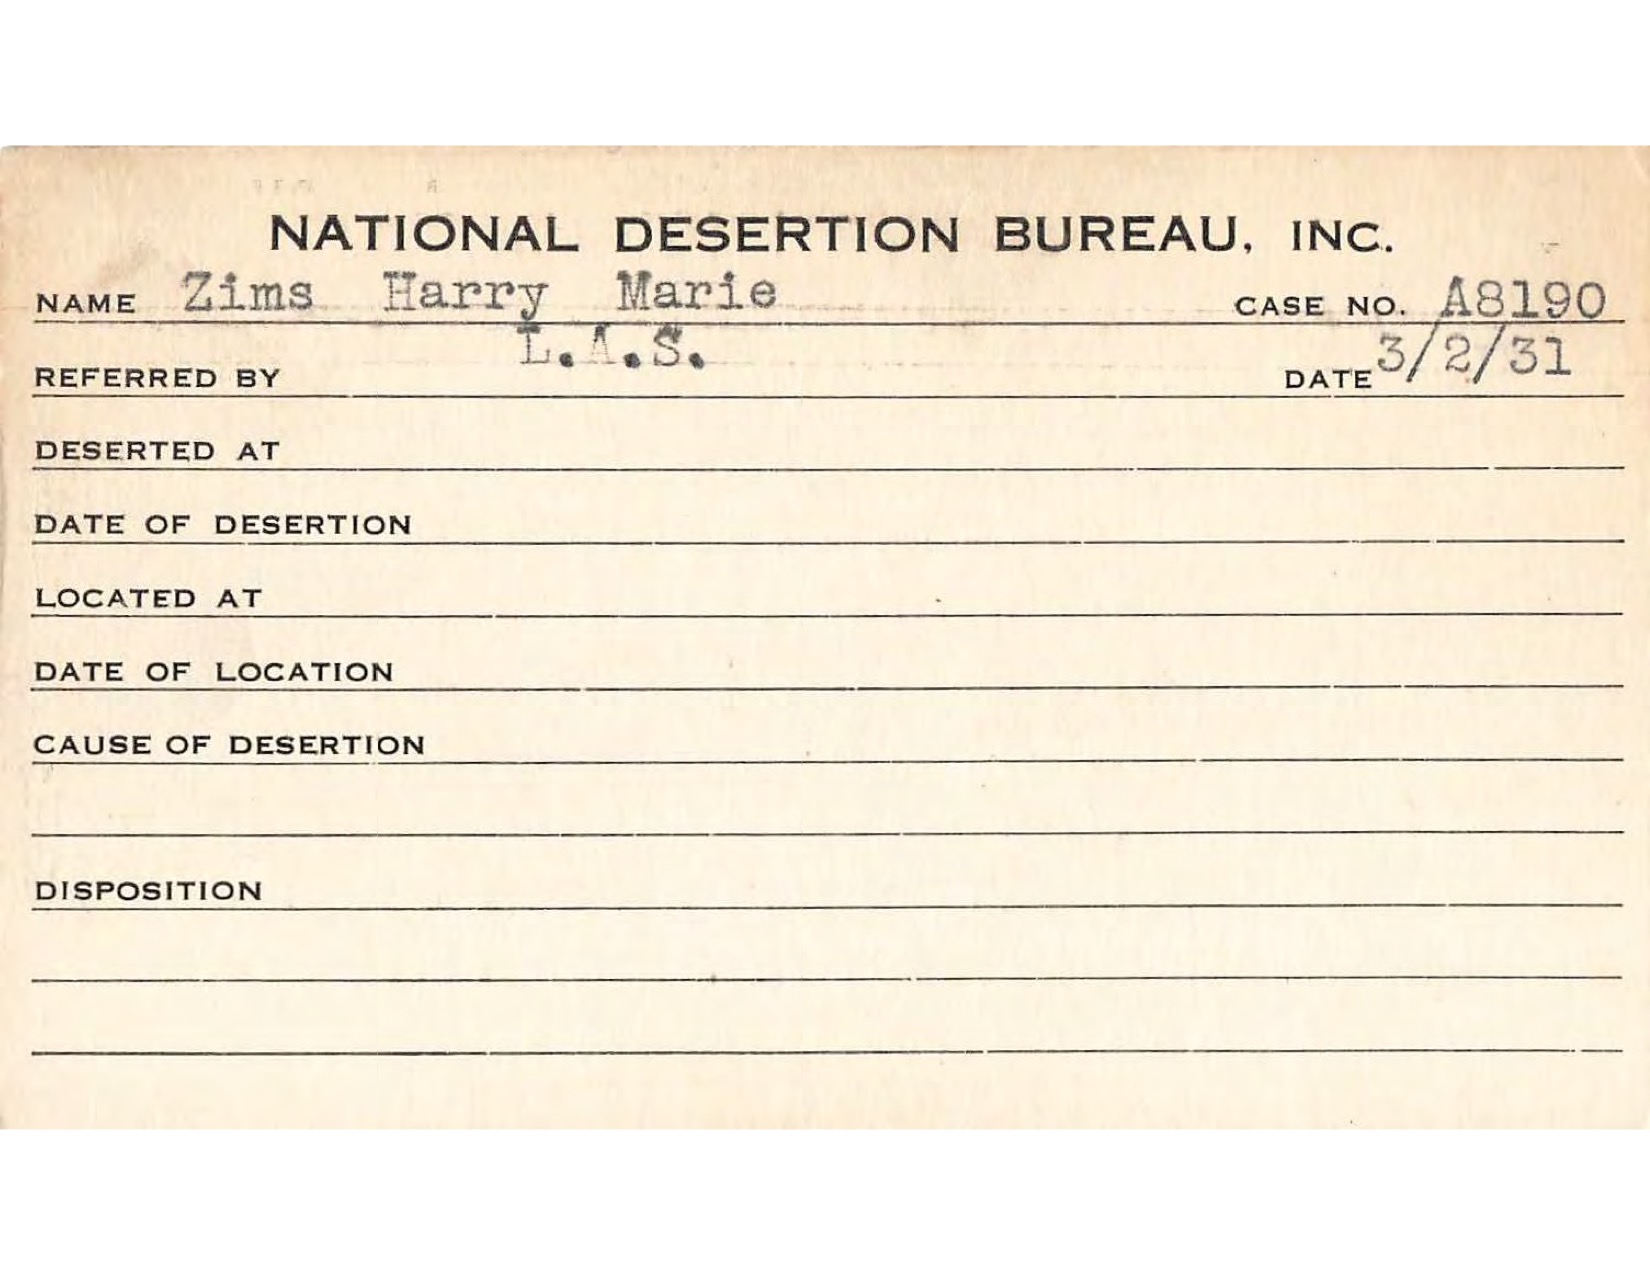 NATIONAL DESERTION BUREAU, INC.
NAME Zims Harry Marie CASE NO. A8190
REFERRED BY L.A.S. DATE 3/2/31
DESERTED AT
DATE OF DESERTION
LOCATED AT
DATE OF LOCATION
CAUSE OF DESERTION
DISPOSITION